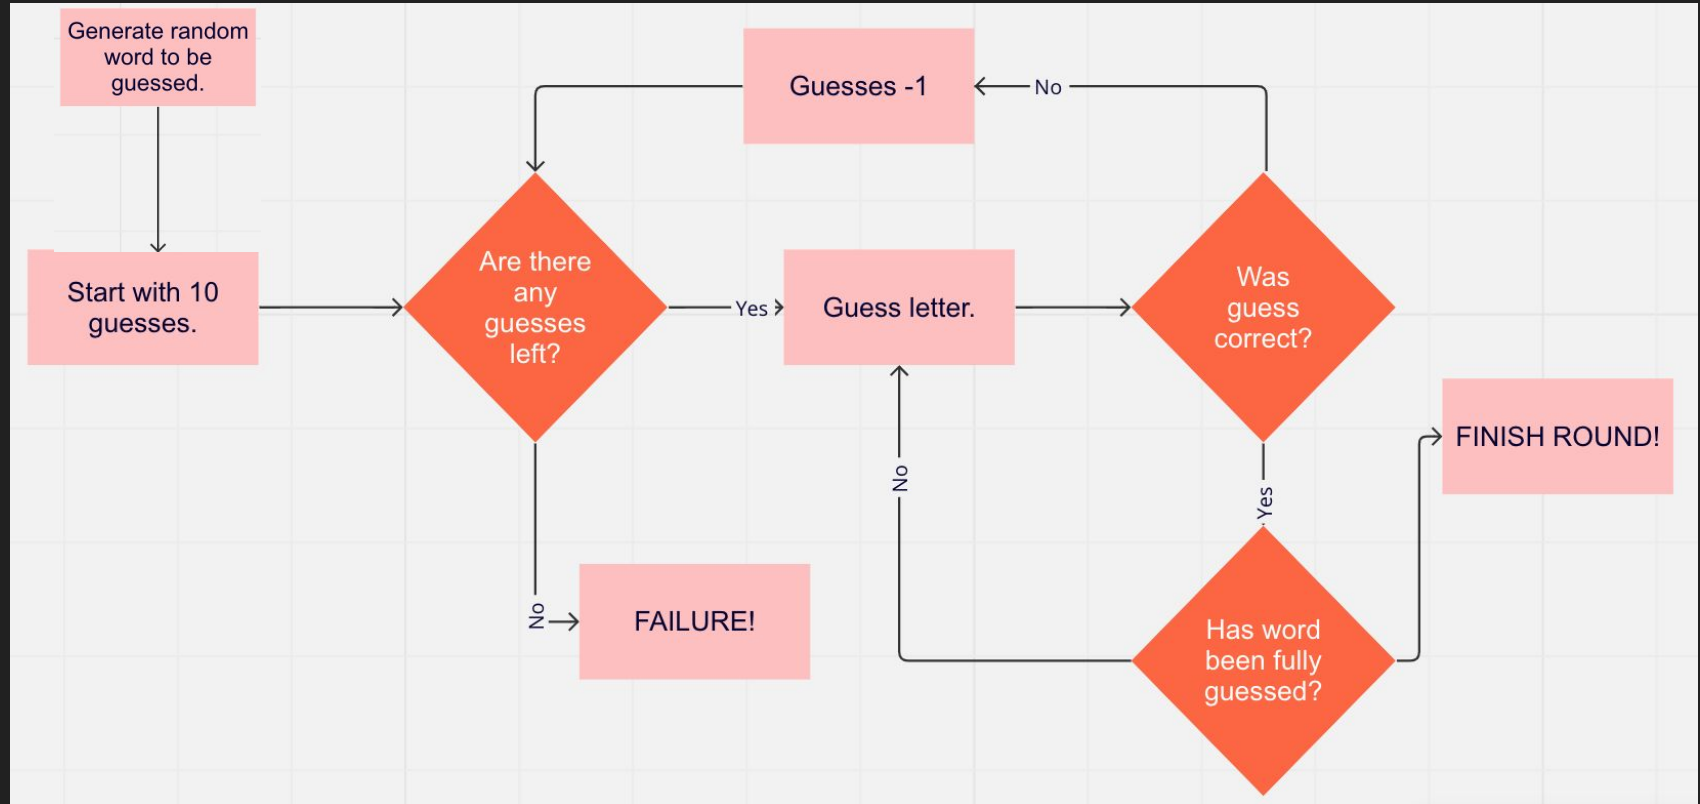 Generate random
word to be
guessed.
Start with 10
guesses.
Are there
any
guesses
left?
Yes
Guess letter.
Was
guess
correct?
No
Guesses -1
Yes
Has word
been fully
guessed?
No
FINISH ROUND!
No
FAILURE!